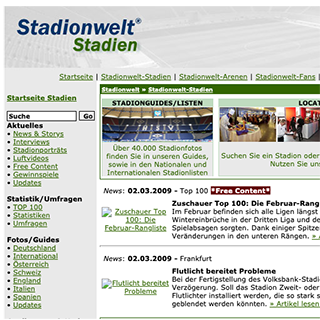 Stadionwelt®
Stadien
Startseite | Stadionwelt-Stadien | Stadionwelt-Arenen | Stadionwelt-Fans |
Startseite Stadien
Suche Go
Aktuelles
• News & Storys
• Interviews
• Stadionporträts
• Luftvideos
• Free Content
• Gewinnspiele
• Updates
Statistik/Umfragen
• TOP 100
• Statistiken
• Umfragen
Fotos/Guides
• Deutschland
• International
• Österreich
• Schweiz
• England
• Italien
• Spanien
• Updates
Stadionwelt » Stadionwelt-Stadien
STADIONGUIDES/LISTEN
Über 40.000 Stadionfotos
finden Sie in unseren Guides,
sowie in den Nationalen und
Internationalen Stadionlisten
LOCAT
Suchen Sie ein Stadion oder
Nutzen Sie uns
News: 02.03.2009 - Top 100 *Free Content*
Zuschauer Top
100: Die
Februar-Rangliste
Zuschauer Top 100: Die Februar-Rang
Im Februar finden sich alle Ligen längst
Wintereinbrüche in der Dritten Liga und de
Spielabsagen sorgten. Dank einiger Spitze
Veränderungen in den unteren Rängen. »
News: 02.03.2009 - Frankfurt
Flutlicht bereitet
Probleme
Flutlicht bereitet Probleme
Bei der Fertigstellung des Volksbank-Stadi
Verzögerung. Soll das Stadion Zweit- oder
Flutlichter installiert werden, die so stark s
geblendet werden könnten. » Artikel lesen